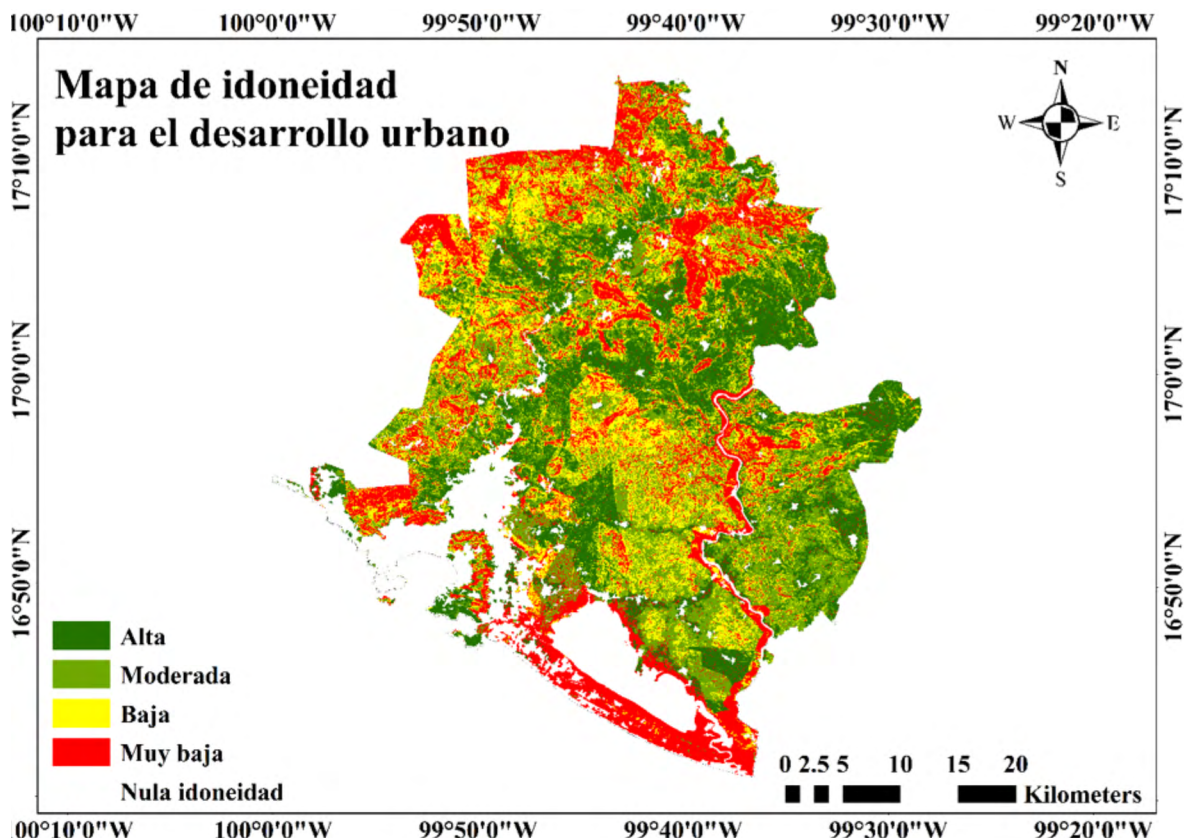 100°10'0"W 100°0'0"W 99°50'0"W 99°40'0"W 99°30'0"W 99°20'0"W
Mapa de idoneidad
para el desarrollo urbano
N
W E
S
17°10'0"N 17°10'0"N
17°0'0"N 17°0'0"N
16°50'0"N 16°50'0"N
Alta
Moderada
Baja
Muy baja
Nula idoneidad
0 2.5 5 10 15 20
Kilometers
00°10'0"W 100°0'0"W 99°50'0"W 99°40'0"W 99°30'0"W 99°20'0"W